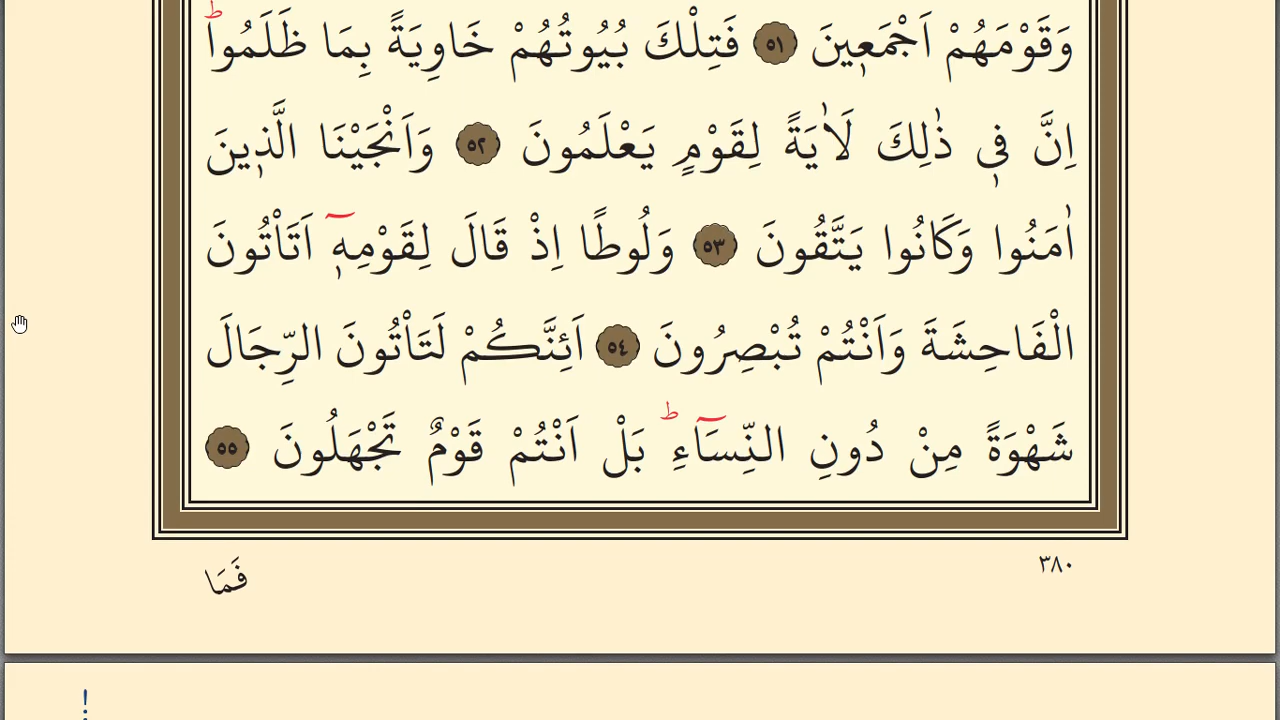 وَقَوْمَهُمْ اَجْمَع۪ينَ ﴿٥١﴾ فَتِلْكَ بُيُوتُهُمْ خَاوِيَةً بِمَا ظَلَمُواۜ ط
اِنَّ ف۪ي ذٰلِكَ لَاٰيَةً لِقَوْمٍ يَعْلَمُونَ ﴿٥٢﴾ وَاَنْجَيْنَا الَّذ۪ينَ
اٰمَنُوا وَكَانُوا يَتَّقُونَ ﴿٥٣﴾ وَلُوطًا اِذْ قَالَ لِقَوْمِه۪ٓ اَتَأْتُونَ
الْفَاحِشَةَ وَاَنْتُمْ تُبْصِرُونَ ﴿٥٤﴾ اَئِنَّكُمْ لَتَأْتُونَ الرِّجَالَ
شَهْوَةً مِنْ دُونِ النِّسَٓاءِ ط بَلْ اَنْتُمْ قَوْمٌ تَجْهَلُونَ ﴿٥٥﴾
٣٨٠
فَمَا